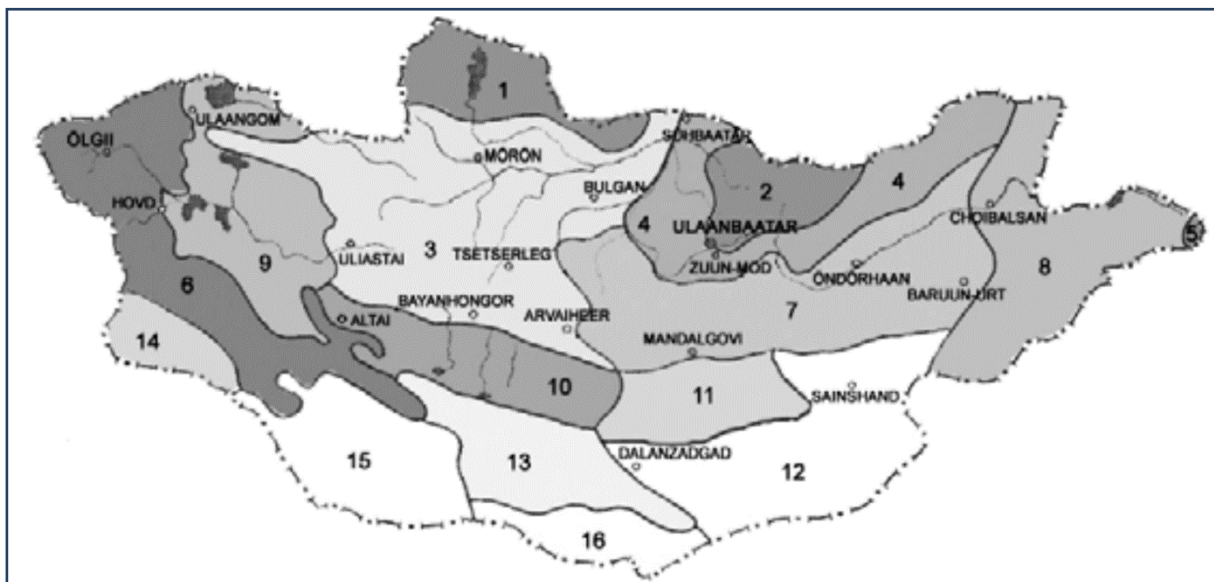 1
ULAANGOM
SÜHBAATAR
ÖLGII
MÖRÖN
2
4
BULGAN
HOVD
CHOIBALSAN
4
ULAANBAATAR
5
3
ULIASTAI
TSETSERLEG
ZUUN-MOD
ÖNDÖRHAAN
9
8
6
BARUUN-URT
BAYANHONGOR
7
ALTAI
ARVAIHEER
14
MANDALGOVI
10
11
SAINSHAND
15
13
DALANZADGAD
12
16